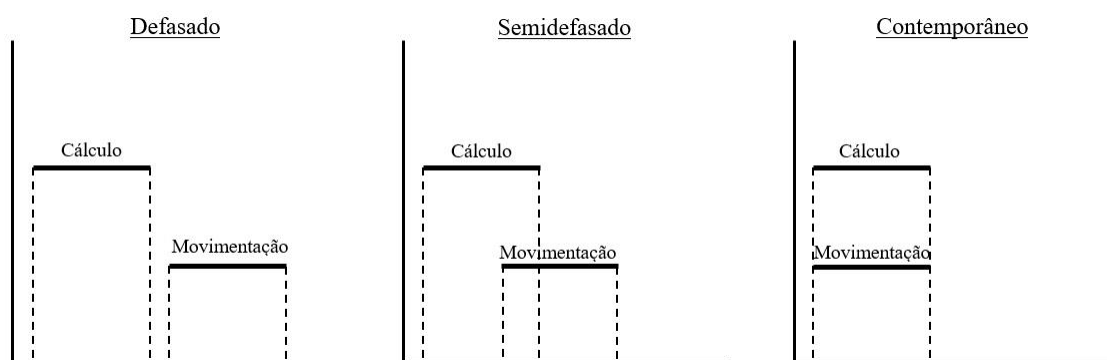 Defasado
Semidefasado
Contemporâneo
Cálculo
Cálculo
Cálculo
Movimentação
Movimentação
Movimentação